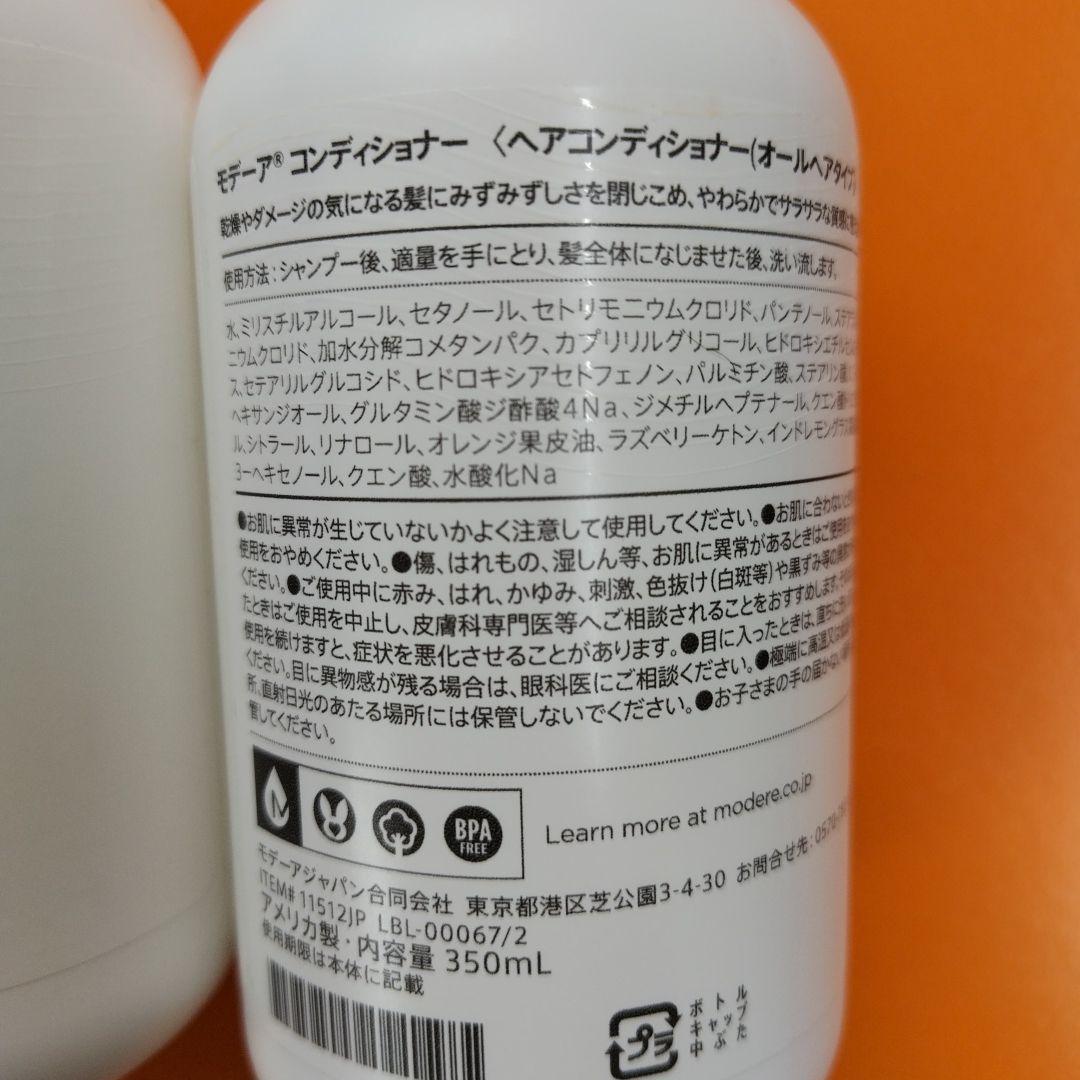 モデーア® コンディショナー 〈ヘアコンディショナー(オールヘアタイプ)
乾燥やダメージの気になる髪にみずみずしさを閉じこめ、やわらかでサラサラな質感に
使用方法：シャンプー後、適量を手にとり、髪全体になじませた後、洗い流します。
水、ミリスチルアルコール、セタノール、セトリモニウムクロリド、パンテノール、ステア
ニウムクロリド、加水分解コメタンパク、カプリリルグリコール、ヒドロキシエチルセル
ス、セテアリルグルコシド、ヒドロキシアセトフェノン、パルミチン酸、ステアリン酸、
ヘキサンジオール、グルタミン酸ジ酢酸4Na、ジメチルヘプテナール、クエン酸
ル、シトラール、リナロール、オレンジ果皮油、ラズベリーケトン、インドレモングラス
3-ヘキセノール、クエン酸、水酸化Na
●お肌に異常が生じていないかよく注意して使用してください。●お肌に合わないとき
使用をおやめください。●傷、はれもの、湿しん等、お肌に異常があるときはご使用を
ください。●ご使用中に赤み、はれ、かゆみ、刺激、色抜け(白斑等)や黒ずみ等の異常
たときはご使用を中止し、皮膚科専門医等へご相談されることをおすすめします。
使用を続けますと、症状を悪化させることがあります。●目に入ったときは、直ちに
ください。目に異物感が残る場合は、眼科医にご相談ください。●極端に高温又は
所、直射日光のあたる場所には保管しないでください。●お子さまの手の届かない
管してください。
BPA
FREE
Learn more at modere.co.jp
モデーアジャパン合同会社 東京都港区芝公園3-4-30 お問合せ先：0570
ITEM# 11512JP LBL-00067/2
アメリカ製・内容量 350mL
使用期限は本体に記載
プラ
ボトル
キャップ
中ぶた